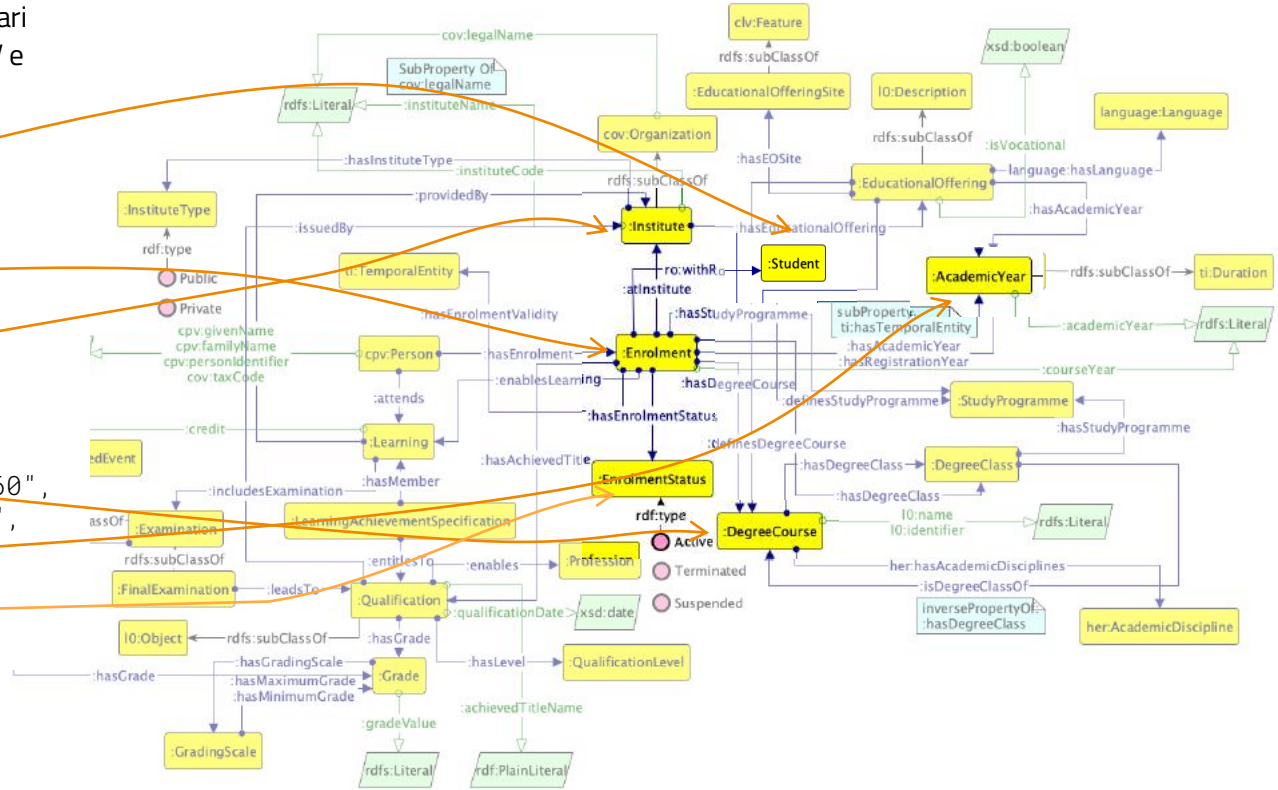 ari
/ e
clv:Feature
cov:legalName
xsd:boolean
rdfs:subClassOf
SubProperty Of
cov:legalName
:EducationalOfferingSite
l0:Description
rdfs:Literal
:instituteName
language:Language
cov:Organization
rdfs:subClassOf
:isVocational
:hasInstituteType
:hasEOSite
:instituteCode
language:hasLanguage
rdfs:subClassOf
:EducationalOffering
:providedBy
:InstituteType
:hasAcademicYear
:issuedBy
:Institute
:hasEducationalOffering
rdf:type
:Student
ti:TemporalEntity
ro:withR
:AcademicYear
rdfs:subClassOf
ti:Duration
Public
:atInstitute
Private
:hasEnrolmentValidity
:hasStudyProgramme
subProperty
ti:hasTemporalEntity
:academicYear
rdfs:Literal
cpv:givenName
cpv:familyName
cpv:personIdentifier
cov:taxCode
cpv:Person
:hasEnrolment
:Enrolment
:hasAcademicYear
:hasRegistrationYear
:courseYear
:enablesLearning
:hasDegreeCourse
:attends
:definesStudyProgramme
:StudyProgramme
:hasEnrolmentStatus
:credit
:hasStudyProgramme
:Learning
:definesDegreeCourse
edEvent
:hasAchievedTitle
:hasDegreeClass
:DegreeClass
:hasMember
:EnrolmentStatus
60",
:includesExamination
:hasDegreeClass
",
rdf:type
l0:name
l0:identifier
rdfs:Literal
assOf
:Examination
:LearningAchievementSpecification
:DegreeCourse
Active
rdfs:subClassOf
:entitlesTo
:enables
:Profession
her:hasAcademicDisciplines
Terminated
:FinalExamination
:leadsTo
:isDegreeClassOf
:Qualification
:qualificationDate
xsd:date
Suspended
inversePropertyOf:
:hasDegreeClass
her:AcademicDiscipline
l0:Object
rdfs:subClassOf
:hasGrade
:hasGradingScale
:hasLevel
:QualificationLevel
:hasGrade
:hasMaximumGrade
:Grade
:hasMinimumGrade
:achievedTitleName
:gradeValue
:GradingScale
rdfs:Literal
rdf:PlainLiteral